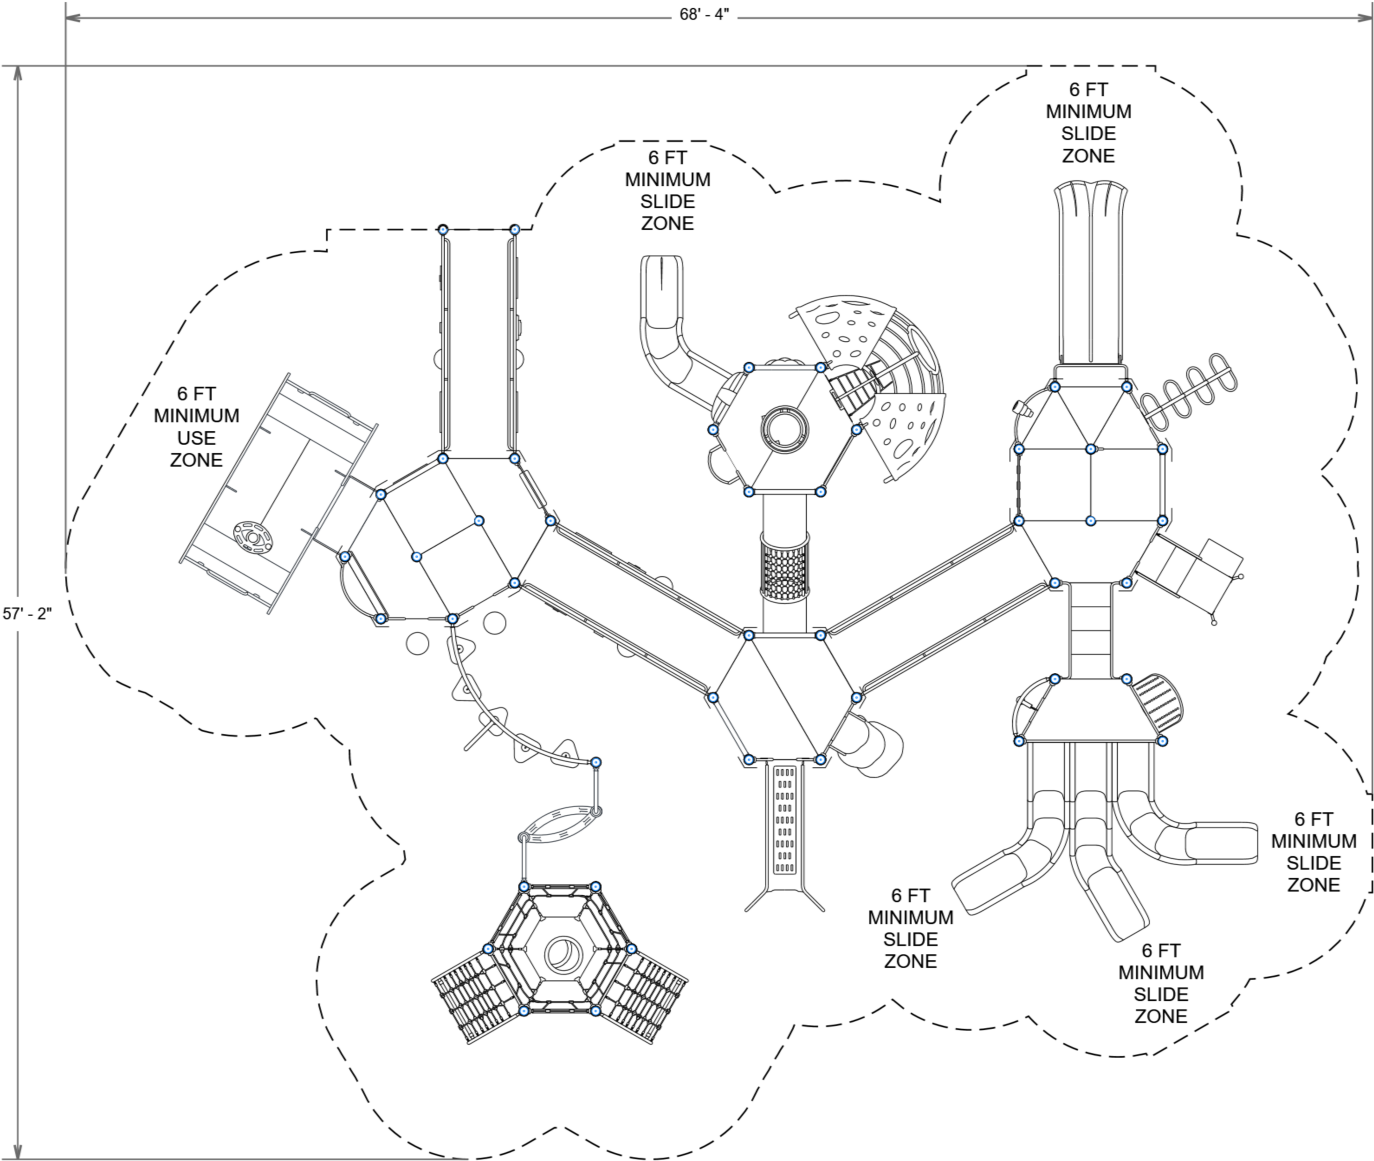 68' - 4"
6 FT
MINIMUM
SLIDE
ZONE
6 FT
MINIMUM
SLIDE
ZONE
6 FT
MINIMUM
USE
ZONE
57' - 2"
6 FT
MINIMUM
SLIDE
ZONE
6 FT
MINIMUM
SLIDE
ZONE
6 FT
MINIMUM
SLIDE
ZONE